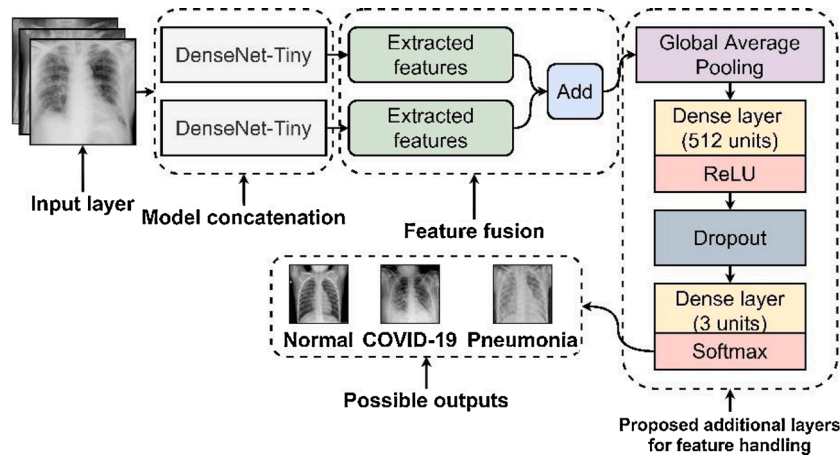 DenseNet-Tiny
Extracted
features
Add
Global Average
Pooling
DenseNet-Tiny
Extracted
features
Dense layer
(512 units)
ReLU
Input layer
Model concatenation
Feature fusion
Dropout
Dense layer
(3 units)
Softmax
Normal
COVID-19
Pneumonia
Possible outputs
Proposed additional layers
for feature handling